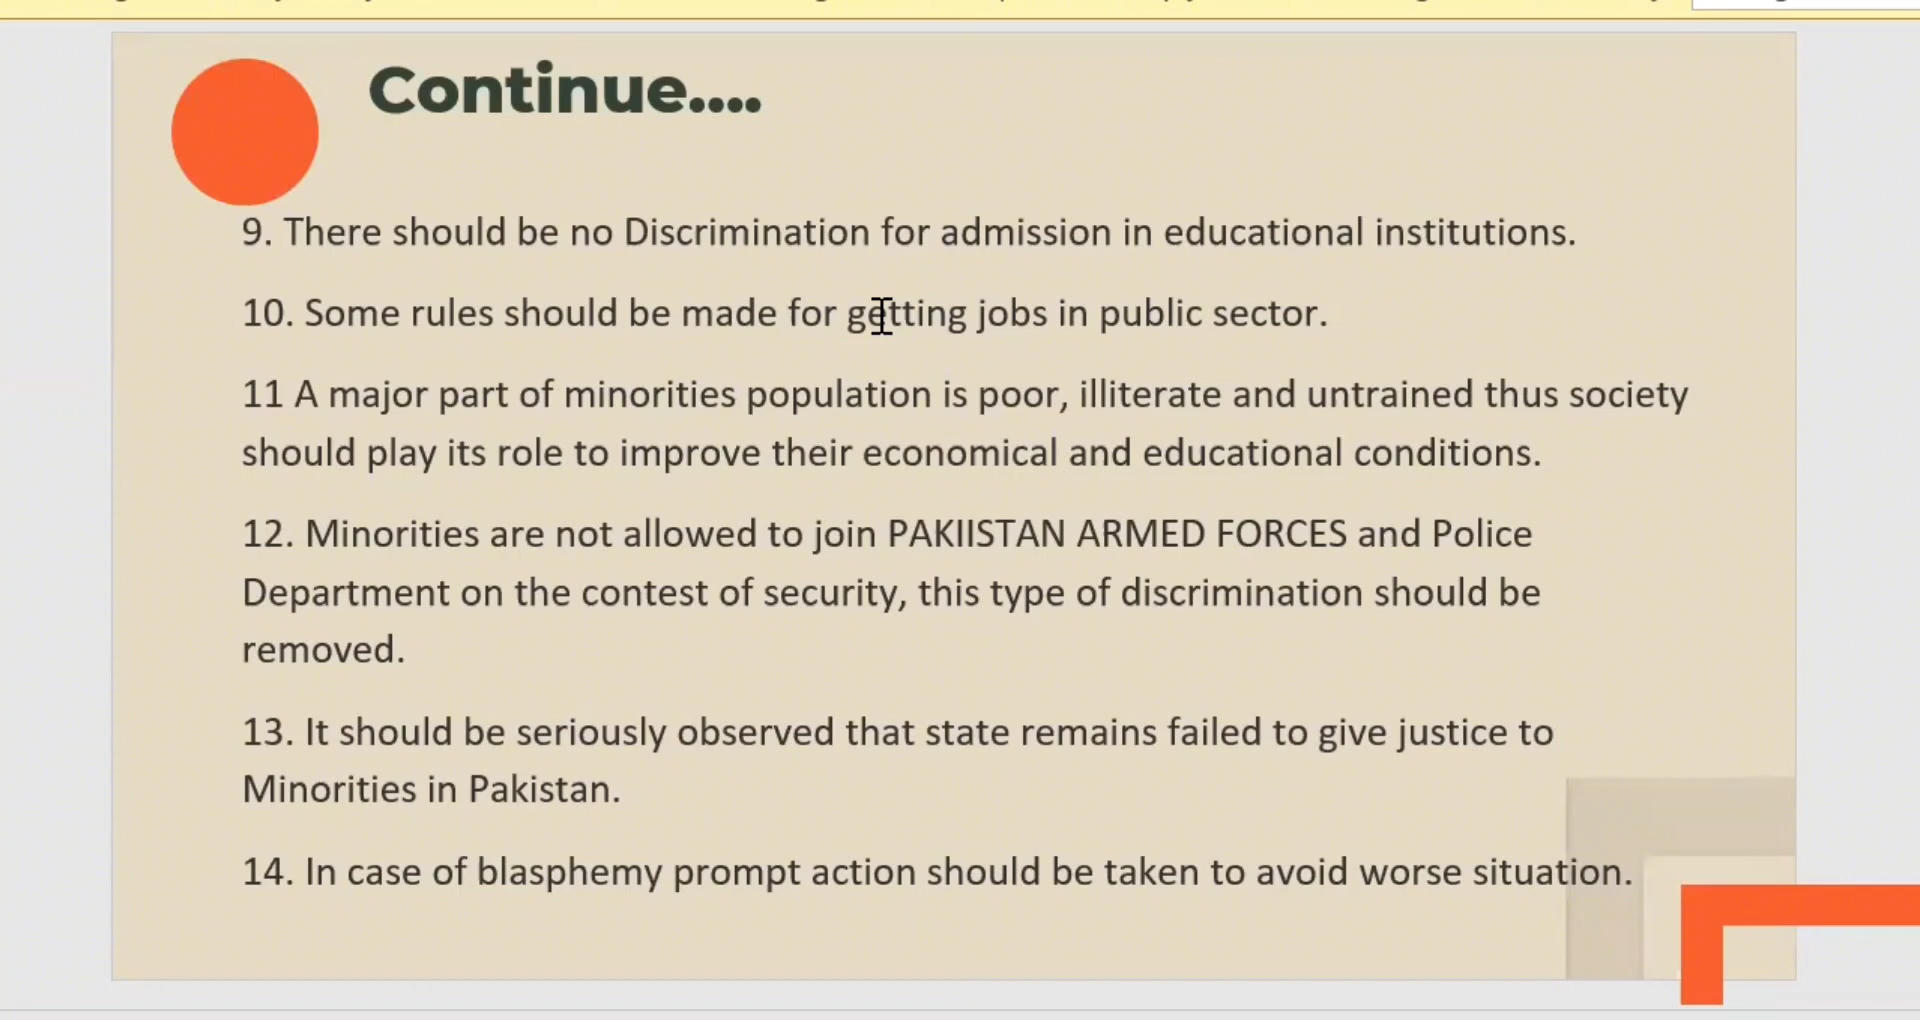 Continue....
9. There should be no Discrimination for admission in educational institutions.
10. Some rules should be made for getting jobs in public sector.
11 A major part of minorities population is poor, illiterate and untrained thus society
should play its role to improve their economical and educational conditions.
12. Minorities are not allowed to join PAKIISTAN ARMED FORCES and Police
Department on the contest of security, this type of discrimination should be
removed.
13. It should be seriously observed that state remains failed to give justice to
Minorities in Pakistan.
14. In case of blasphemy prompt action should be taken to avoid worse situation.